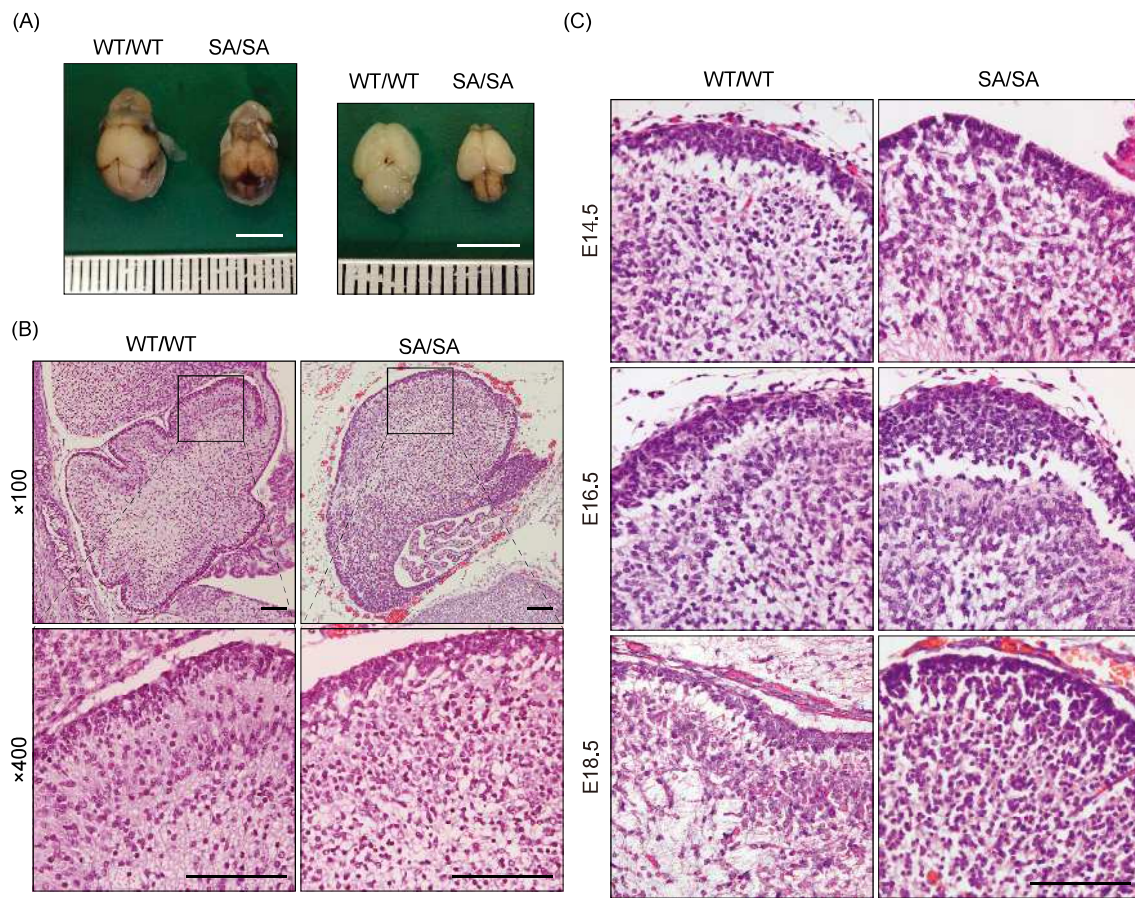 (A)
WT/WT SA/SA
WT/WT SA/SA
(B)
WT/WT SA/SA
×100
×400
(C)
WT/WT SA/SA
E14.5
E16.5
E18.5